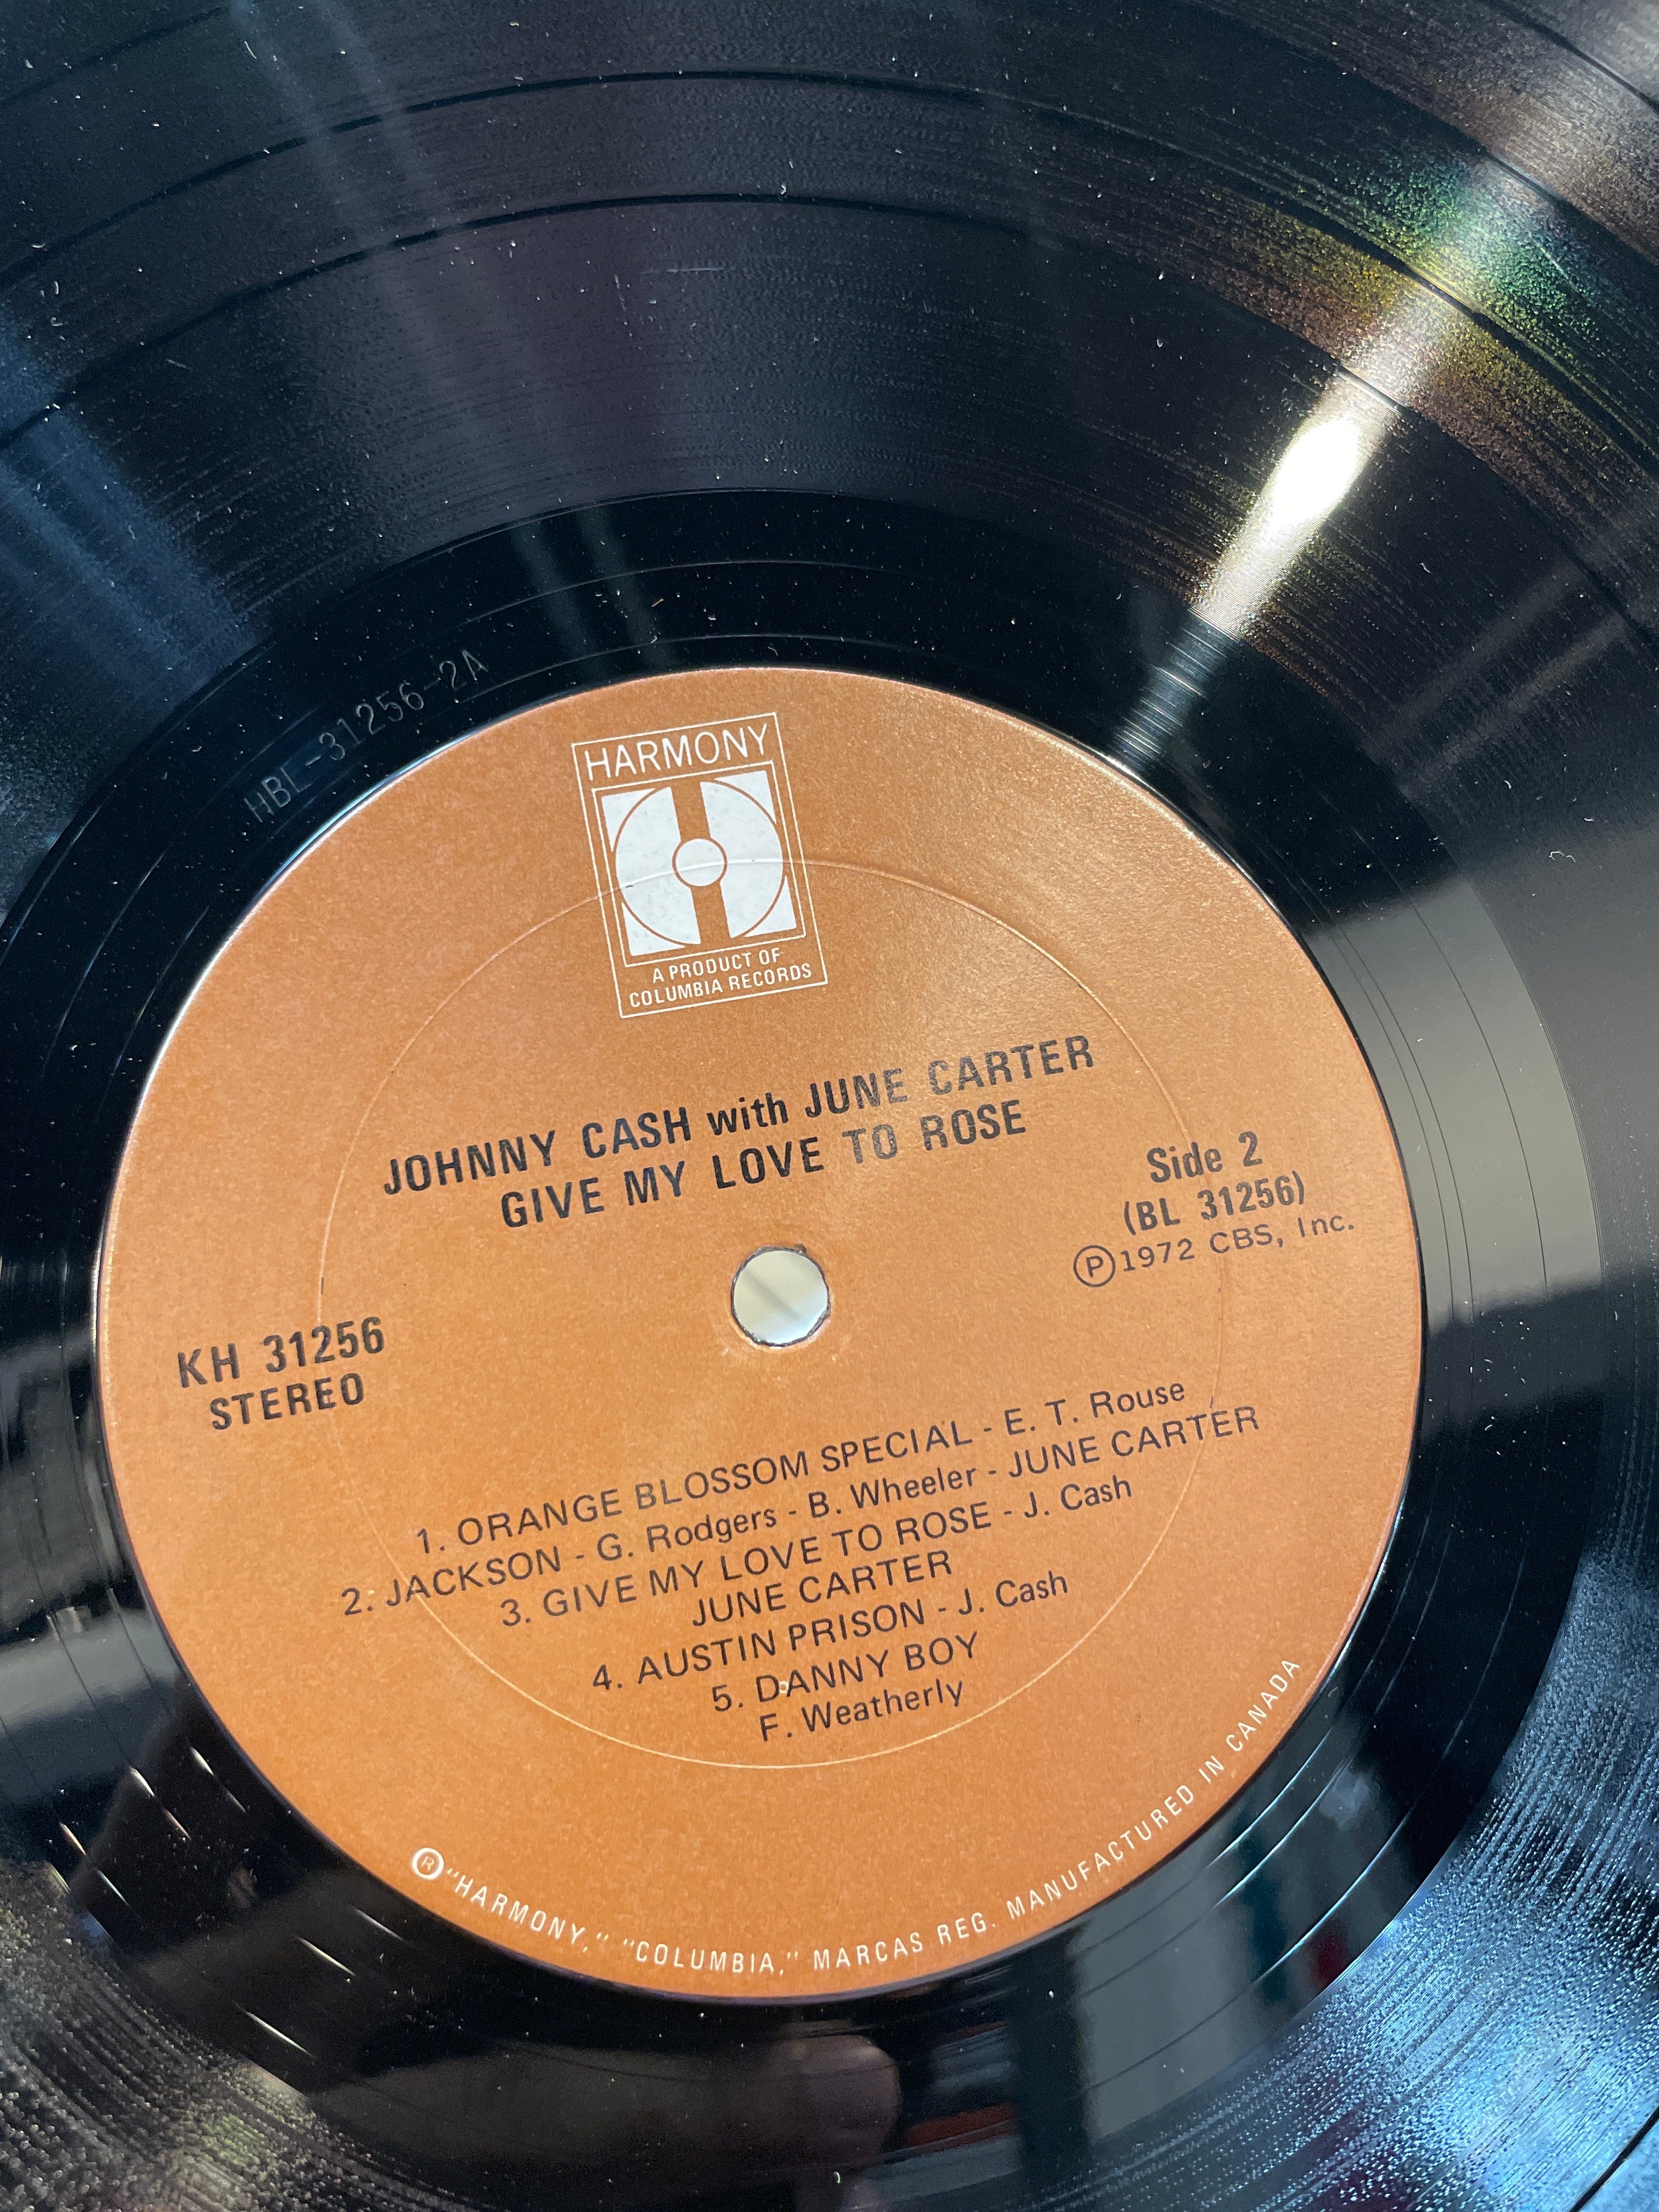 HBL-31256-2A
HARMONY
A PRODUCT OF
COLUMBIA RECORDS
JOHNNY CASH with JUNE CARTER
GIVE MY LOVE TO ROSE
Side 2
(BL 31256)
Ⓟ1972 CBS, Inc.
KH 31256
STEREO
1. ORANGE BLOSSOM SPECIAL - E. T. Rouse
2. JACKSON - G. Rodgers - B. Wheeler - JUNE CARTER
3. GIVE MY LOVE TO ROSE - J. Cash
JUNE CARTER
4. AUSTIN PRISON - J. Cash
5. DANNY BOY
F. Weatherly
®"HARMONY," "COLUMBIA," MARCAS REG. MANUFACTURED IN CANADA